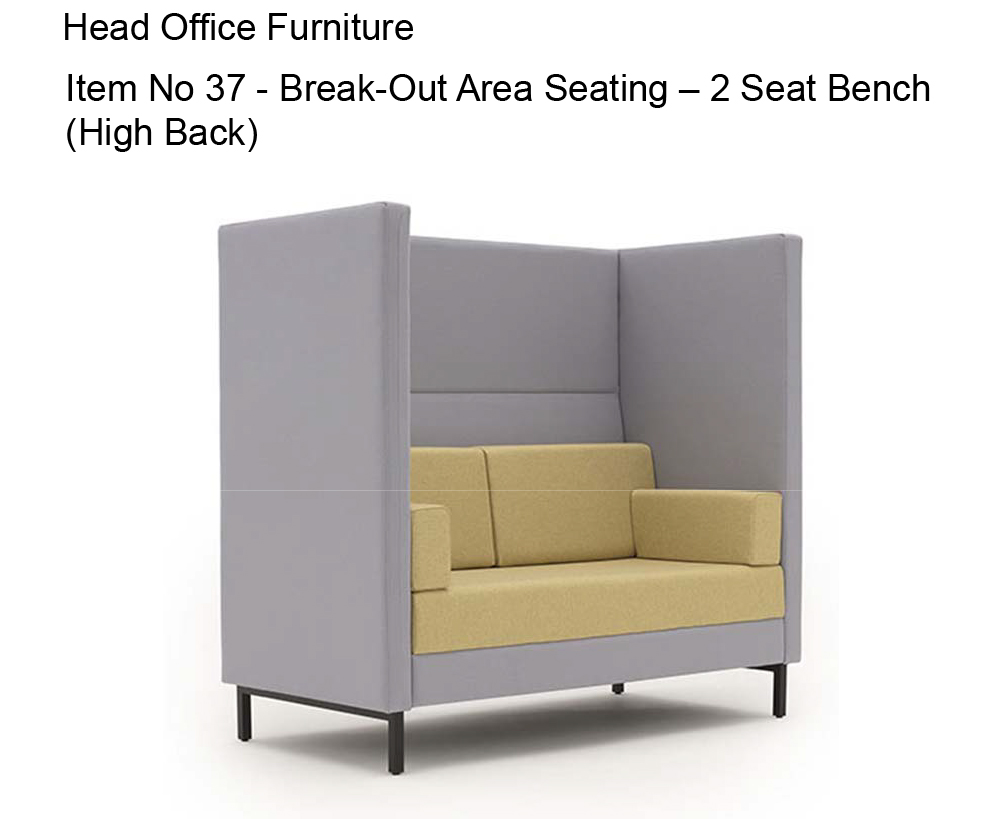 Head Office Furniture
Item No 37 - Break-Out Area Seating – 2 Seat Bench
(High Back)